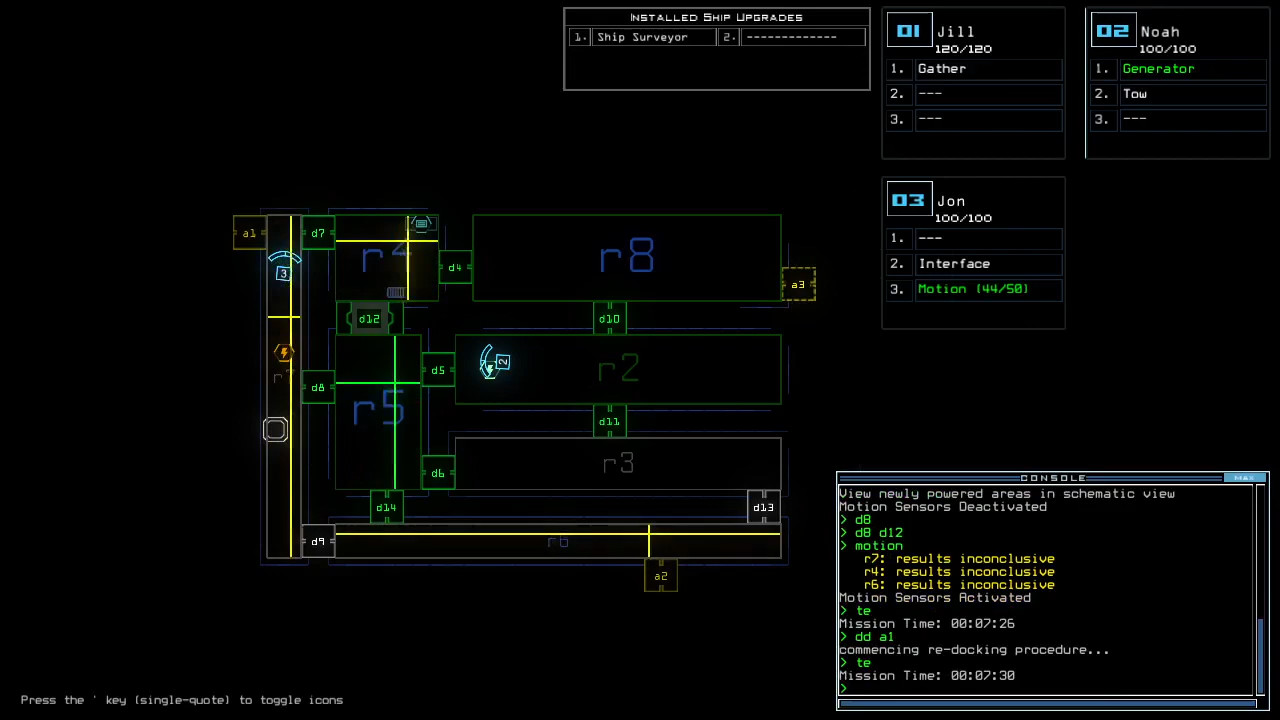 Installed Ship Upgrades
1. Ship Surveyor 2. -------------
01 Jill
120/120
1. Gather
2. ---
3. ---
02 Noah
100/100
1. Generator
2. Tow
3. ---
03 Jon
100/100
1. ---
2. Interface
3. Motion (44/50)
a1
d7
r4
d4
r8
a3
3
d12
d10
d8
r5
d5
2
r2
d11
d6
r3
d14
d13
d9
r6
a2
CONSOLE
MAX
View newly powered areas in schematic view
Motion Sensors Deactivated
> d8
> d8 d12
> motion
r7: results inconclusive
r4: results inconclusive
r6: results inconclusive
Motion Sensors Activated
> te
Mission Time: 00:07:26
> dd a1
commencing re-docking procedure...
> te
Mission Time: 00:07:30
>
Press the ' key (single-quote) to toggle icons